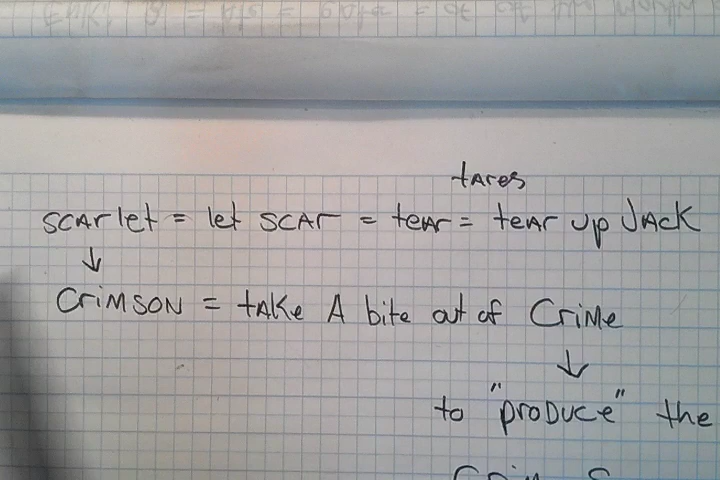 tares
scarlet = let scar = tear = tear up Jack
↓
Crimson = take A bite out of Crime
↓
to "produce" the